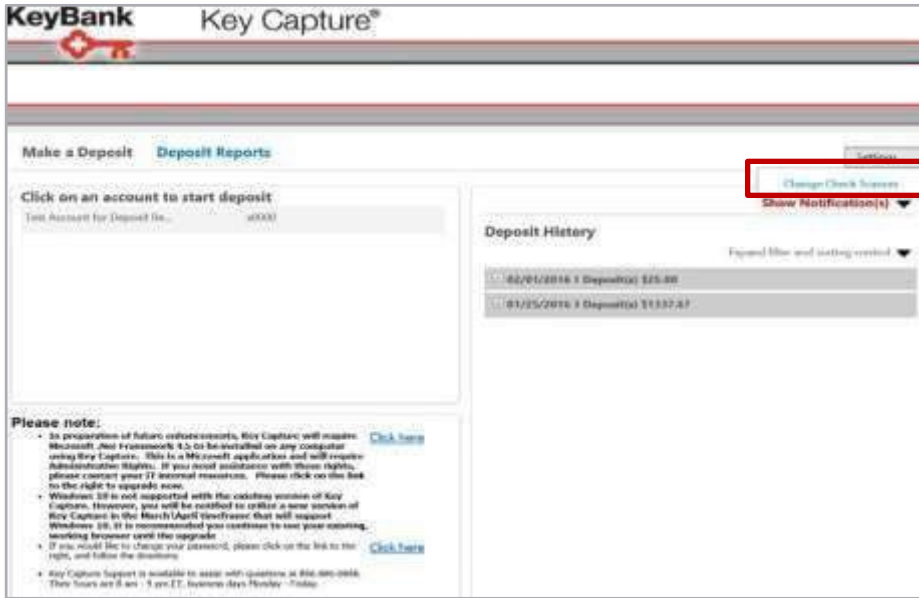 KeyBank
Key Capture®
Make a Deposit Deposit Reports
Settings
Change Check Scanner
Show Notification(s)
Click on an account to start deposit
Test Account for Deposit Re... x0000
Deposit History
Expand filter and sorting control
02/01/2016 1 Deposit(s) $25.00
01/25/2016 3 Deposit(s) $1337.67
Please note:
In preparation of future enhancements, Key Capture will require Click here
Microsoft .Net Framework 4.5 to be installed on any computer
using Key Capture. This is a Microsoft application and will require
Administrative Rights. If you need assistance with these rights,
please contact your IT internal resources. Please click on the link
to the right to upgrade now.
Windows 10 is not supported with the existing version of Key
Capture. However, you will be notified to utilize a new version of
Key Capture in the March\April timeframe that will support
Windows 10. It is recommended you continue to use your existing,
working browser until the upgrade
If you would like to change your password, please click on the link to the Click here
right, and follow the directions
Key Capture Support is available to assist with questions at
Their hours are 8 am - 9 pm ET, business days Monday - Friday.